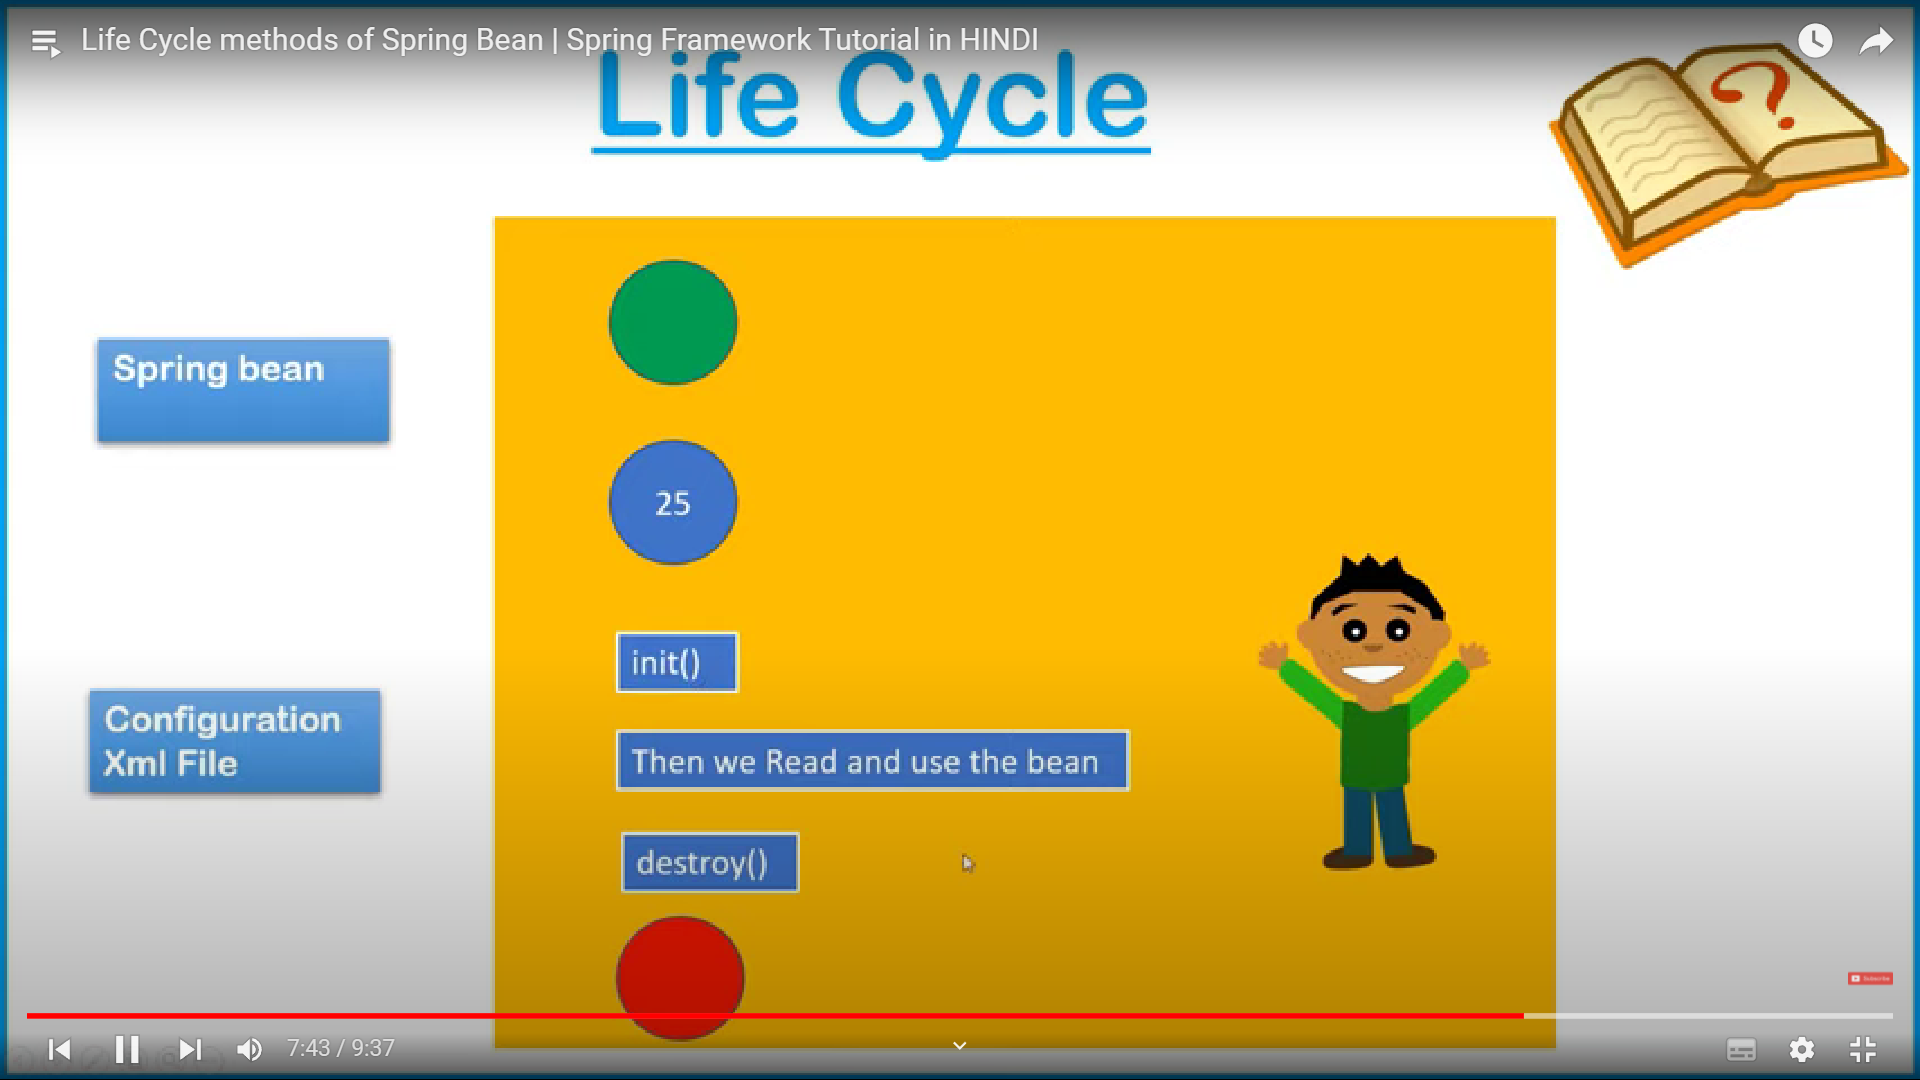 Life Cycle methods of Spring Bean | Spring Framework Tutorial in HINDI
Life Cycle
?
Spring bean
25
init()
Configuration
Xml File
Then we Read and use the bean
destroy()
Subscribe
7:43 / 9:37